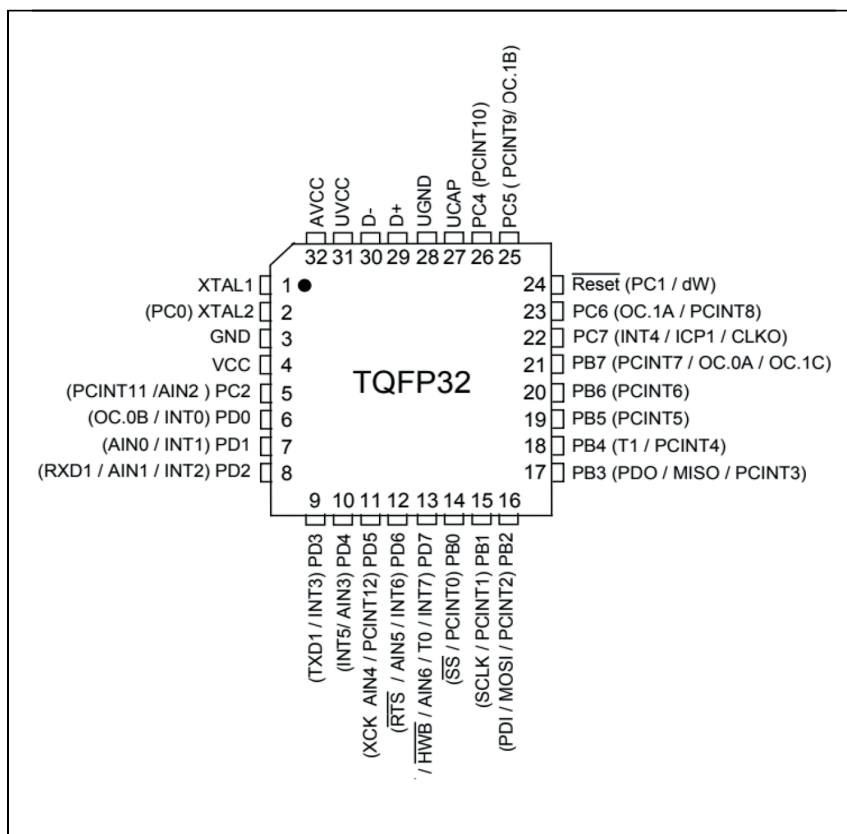 AVCC
UVCC
D-
D+
UGND
UCAP
PC4 (PCINT10)
PC5 ( PCINT9/ OC.1B)
32 31 30 29 28 27 26 25
XTAL1 1
(PC0) XTAL2 2
GND 3
VCC 4
(PCINT11 /AIN2 ) PC2 5
(OC.0B / INT0) PD0 6
(AIN0 / INT1) PD1 7
(RXD1 / AIN1 / INT2) PD2 8
TQFP32
24 Reset (PC1 / dW)
23 PC6 (OC.1A / PCINT8)
22 PC7 (INT4 / ICP1 / CLKO)
21 PB7 (PCINT7 / OC.0A / OC.1C)
20 PB6 (PCINT6)
19 PB5 (PCINT5)
18 PB4 (T1 / PCINT4)
17 PB3 (PDO / MISO / PCINT3)
9 10 11 12 13 14 15 16
(TXD1 / INT3) PD3
(INT5/ AIN3) PD4
(XCK AIN4 / PCINT12) PD5
(RTS / AIN5 / INT6) PD6
/ HWB / AIN6 / T0 / INT7) PD7
(SS / PCINT0) PB0
(SCLK / PCINT1) PB1
(PDI / MOSI / PCINT2) PB2